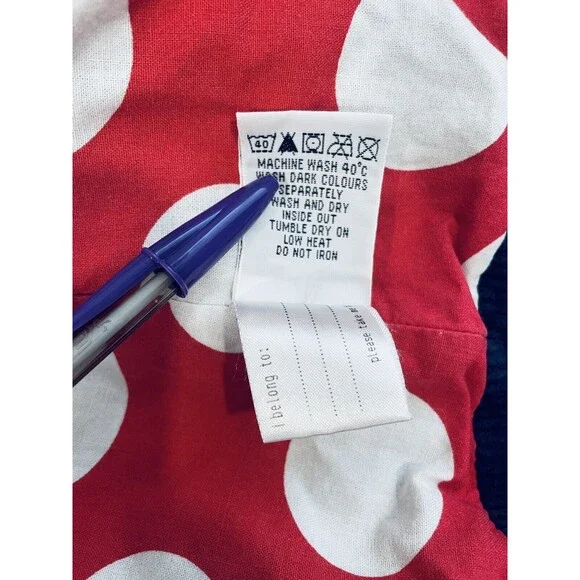 40
MACHINE WASH 40°C
WASH DARK COLOURS
SEPARATELY
WASH AND DRY
INSIDE OUT
TUMBLE DRY ON
LOW HEAT
DO NOT IRON
I belong to:
please take